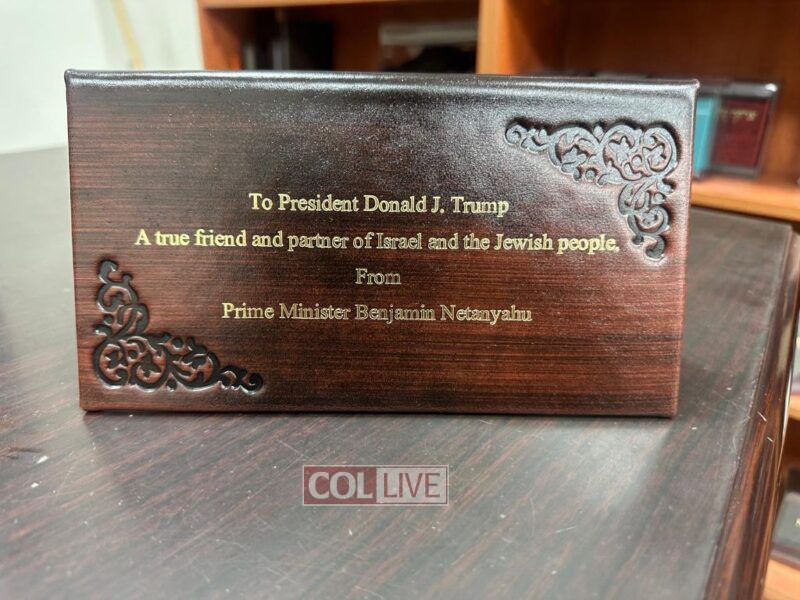 To President Donald J. Trump
A true friend and partner of Israel and the Jewish people.
From
Prime Minister Benjamin Netanyahu
COL LIVE